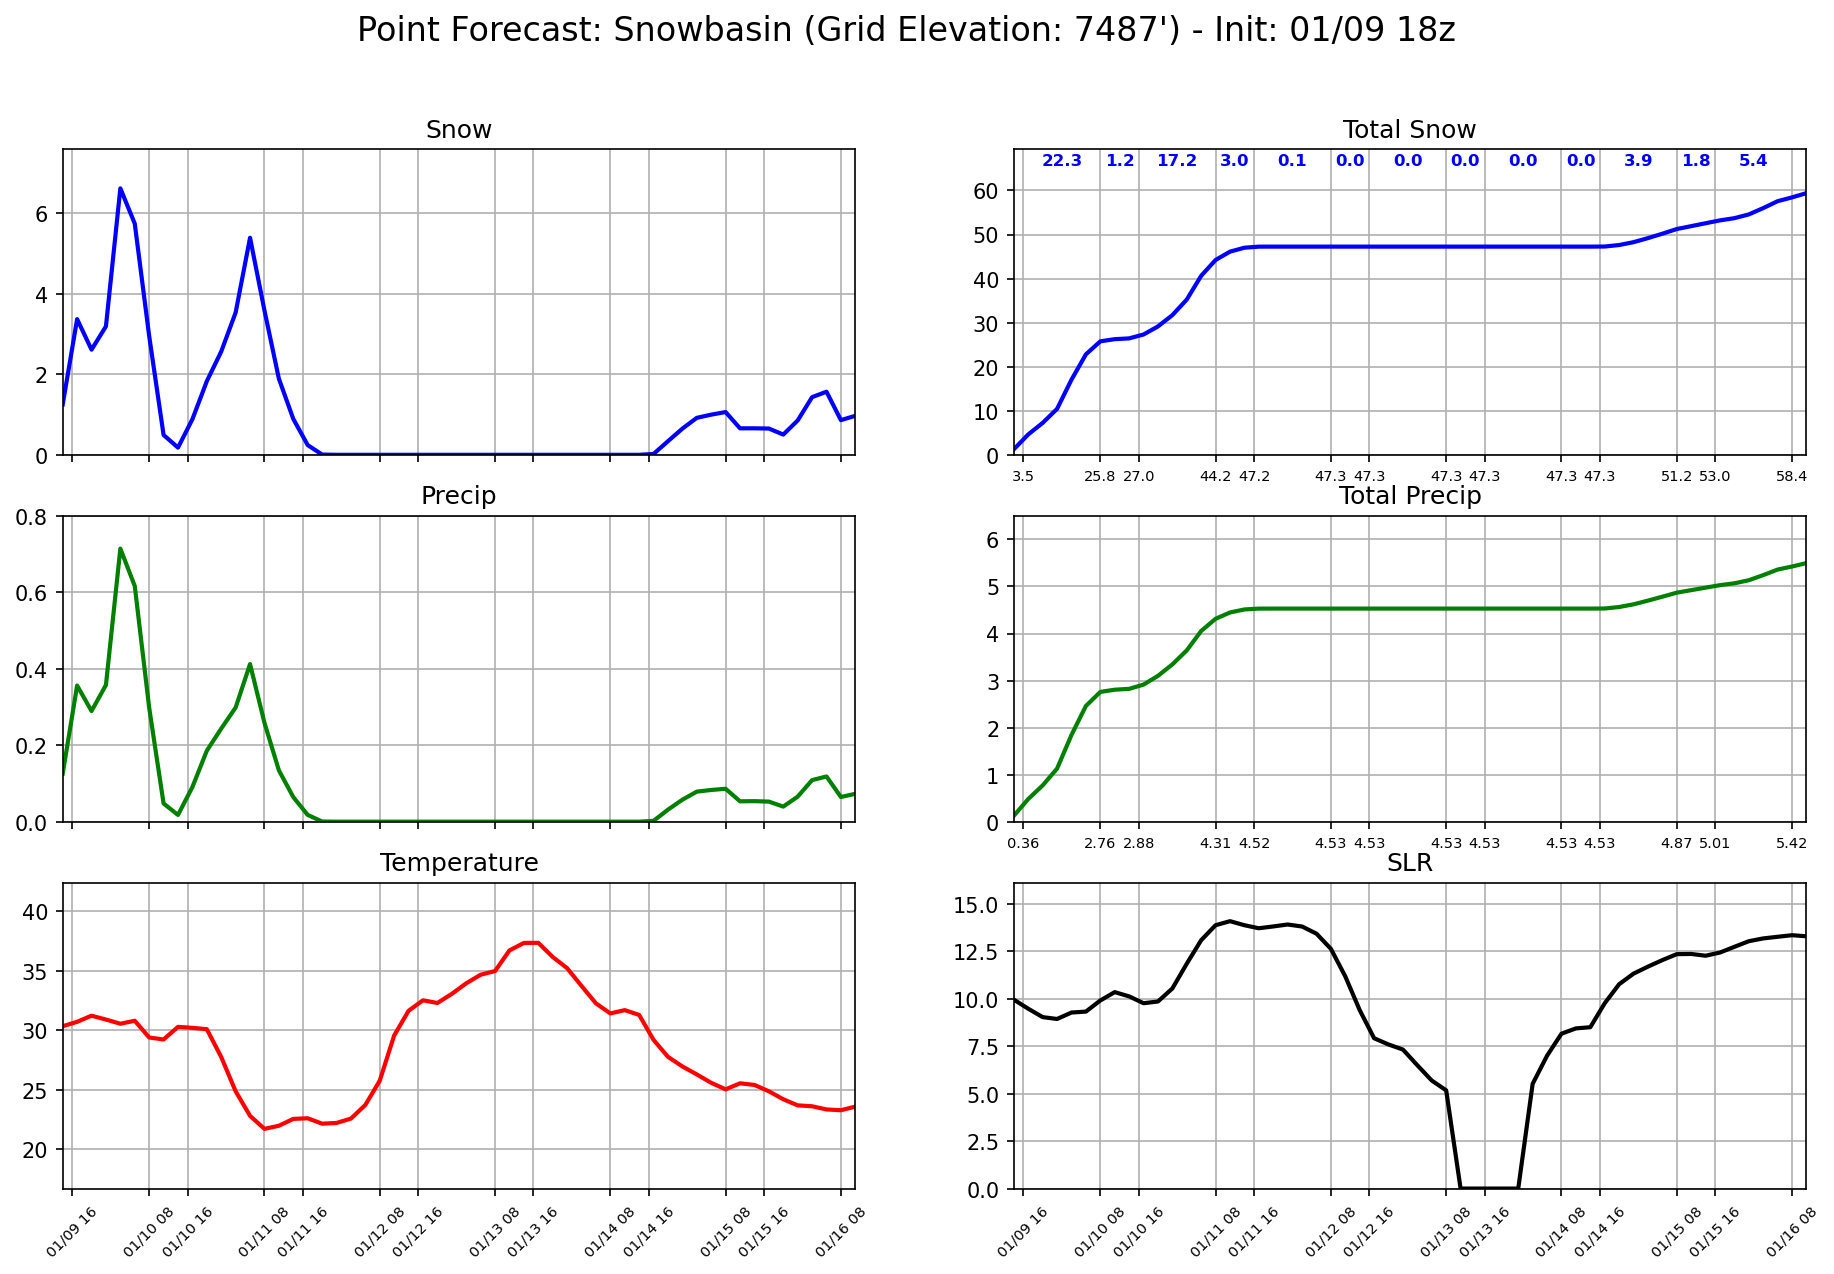 Point Forecast: Snowbasin (Grid Elevation: 7487') - Init: 01/09 18z
Snow
6
4
2
0
Total Snow
22.3 1.2 17.2 3.0 0.1 0.0 0.0 0.0 0.0 0.0 3.9 1.8 5.4
60
50
40
30
20
10
0
3.5 25.8 27.0 44.2 47.2 47.3 47.3 47.3 47.3 47.3 47.3 51.2 53.0 58.4
Precip
0.8
0.6
0.4
0.2
0.0
Total Precip
6
5
4
3
2
1
0
0.36 2.76 2.88 4.31 4.52 4.53 4.53 4.53 4.53 4.53 4.53 4.87 5.01 5.42
Temperature
40
35
30
25
20
01/09 16 01/10 08 01/10 16 01/11 08 01/11 16 01/12 08 01/12 16 01/13 08 01/13 16 01/14 08 01/14 16 01/15 08 01/15 16 01/16 08
SLR
15.0
12.5
10.0
7.5
5.0
2.5
0.0
01/09 16 01/10 08 01/10 16 01/11 08 01/11 16 01/12 08 01/12 16 01/13 08 01/13 16 01/14 08 01/14 16 01/15 08 01/15 16 01/16 08